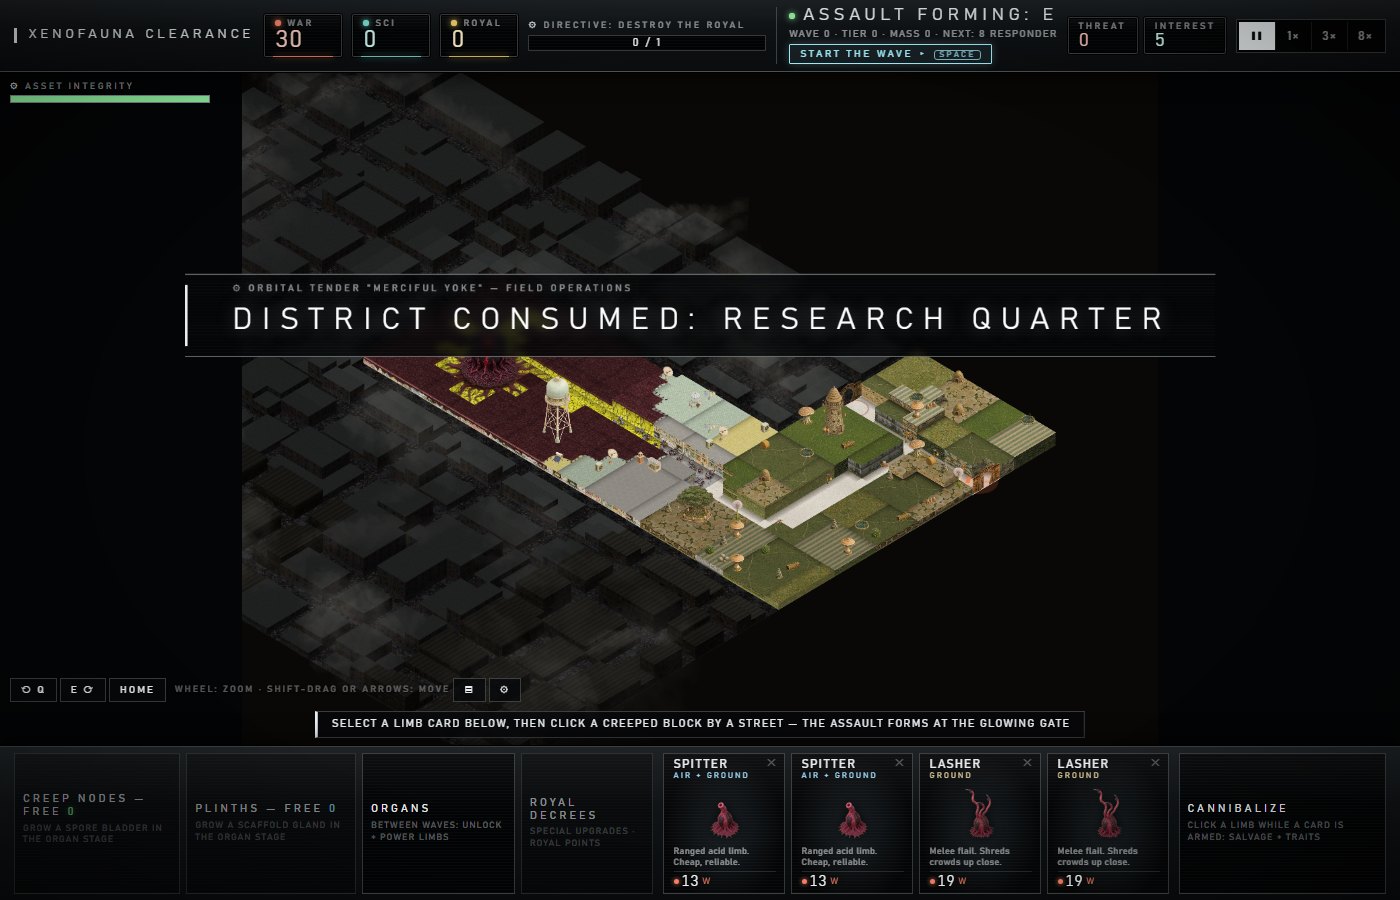 XENOFAUNA CLEARANCE
WAR
30
SCI
0
ROYAL
0
DIRECTIVE: DESTROY THE ROYAL
0 / 1
ASSAULT FORMING: E
WAVE 0 · TIER 0 · MASS 0 · NEXT: 8 RESPONDER
START THE WAVE ▸ SPACE
THREAT
0
INTEREST
5
1×
3×
8×
ASSET INTEGRITY
ORBITAL TENDER "MERCIFUL YOKE" — FIELD OPERATIONS
DISTRICT CONSUMED: RESEARCH QUARTER
Q
E
HOME
WHEEL: ZOOM · SHIFT-DRAG OR ARROWS: MOVE
SELECT A LIMB CARD BELOW, THEN CLICK A CREEPED BLOCK BY A STREET — THE ASSAULT FORMS AT THE GLOWING GATE
CREEP NODES —
FREE 0
GROW A SPORE BLADDER IN
THE ORGAN STAGE
PLINTHS — FREE 0
GROW A SCAFFOLD GLAND IN
THE ORGAN STAGE
ORGANS
BETWEEN WAVES: UNLOCK
+ POWER LIMBS
ROYAL
DECREES
SPECIAL UPGRADES ·
ROYAL POINTS
SPITTER
AIR + GROUND
Ranged acid limb.
Cheap, reliable.
13 W
SPITTER
AIR + GROUND
Ranged acid limb.
Cheap, reliable.
13 W
LASHER
GROUND
Melee flail. Shreds
crowds up close.
19 W
LASHER
GROUND
Melee flail. Shreds
crowds up close.
19 W
CANNIBALIZE
CLICK A LIMB WHILE A CARD IS
ARMED: SALVAGE + TRAITS